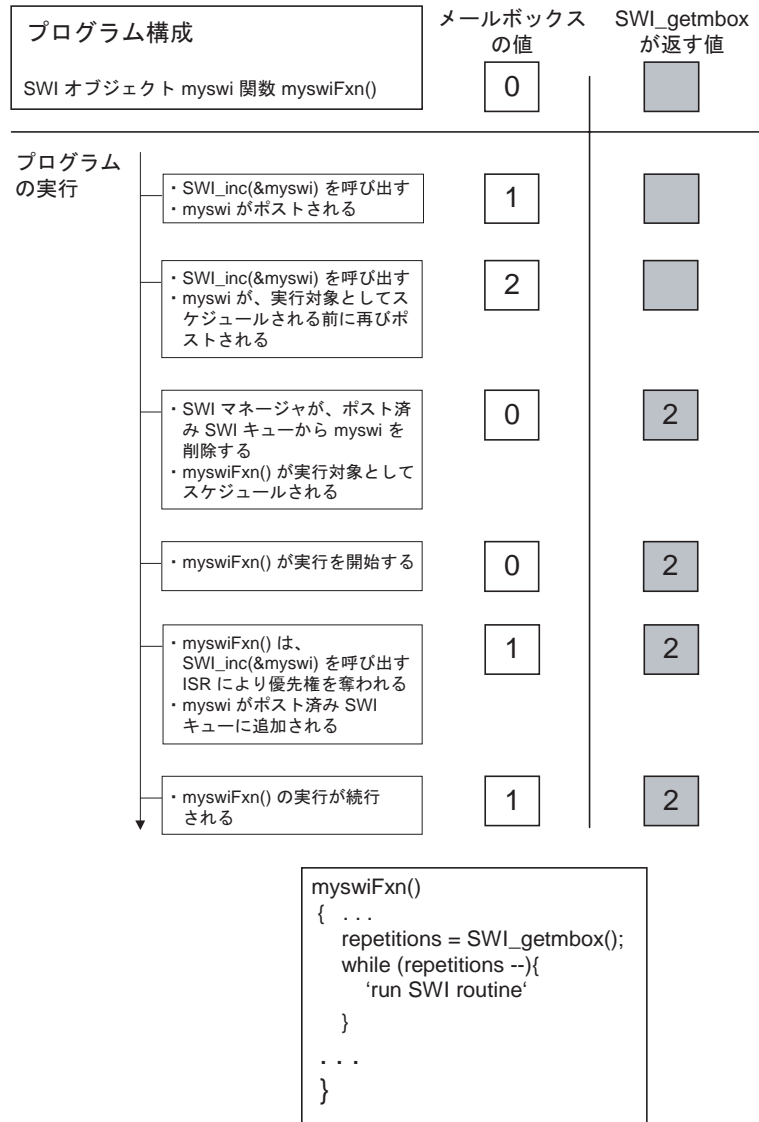 プログラム構成
SWI オブジェクト myswi 関数 myswiFxn()
メールボックス
の値
SWI_getmbox
が返す値
0
プログラム
の実行
・SWI_inc(&myswi) を呼び出す
・myswi がポストされる
1
・SWI_inc(&myswi) を呼び出す
・myswi が、実行対象としてス
ケジュールされる前に再びポ
ストされる
2
・SWI マネージャが、ポスト済
み SWI キューから myswi を
削除する
・myswiFxn() が実行対象として
スケジュールされる
0
2
・myswiFxn() が実行を開始する
0
2
・myswiFxn() は、
SWI_inc(&myswi) を呼び出す
ISR により優先権を奪われる
・myswi がポスト済み SWI
キューに追加される
1
2
・myswiFxn() の実行が続行
される
1
2
myswiFxn()
{ . . .
repetitions = SWI_getmbox();
while (repetitions --){
‘run SWI routine‘
}
. . .
}